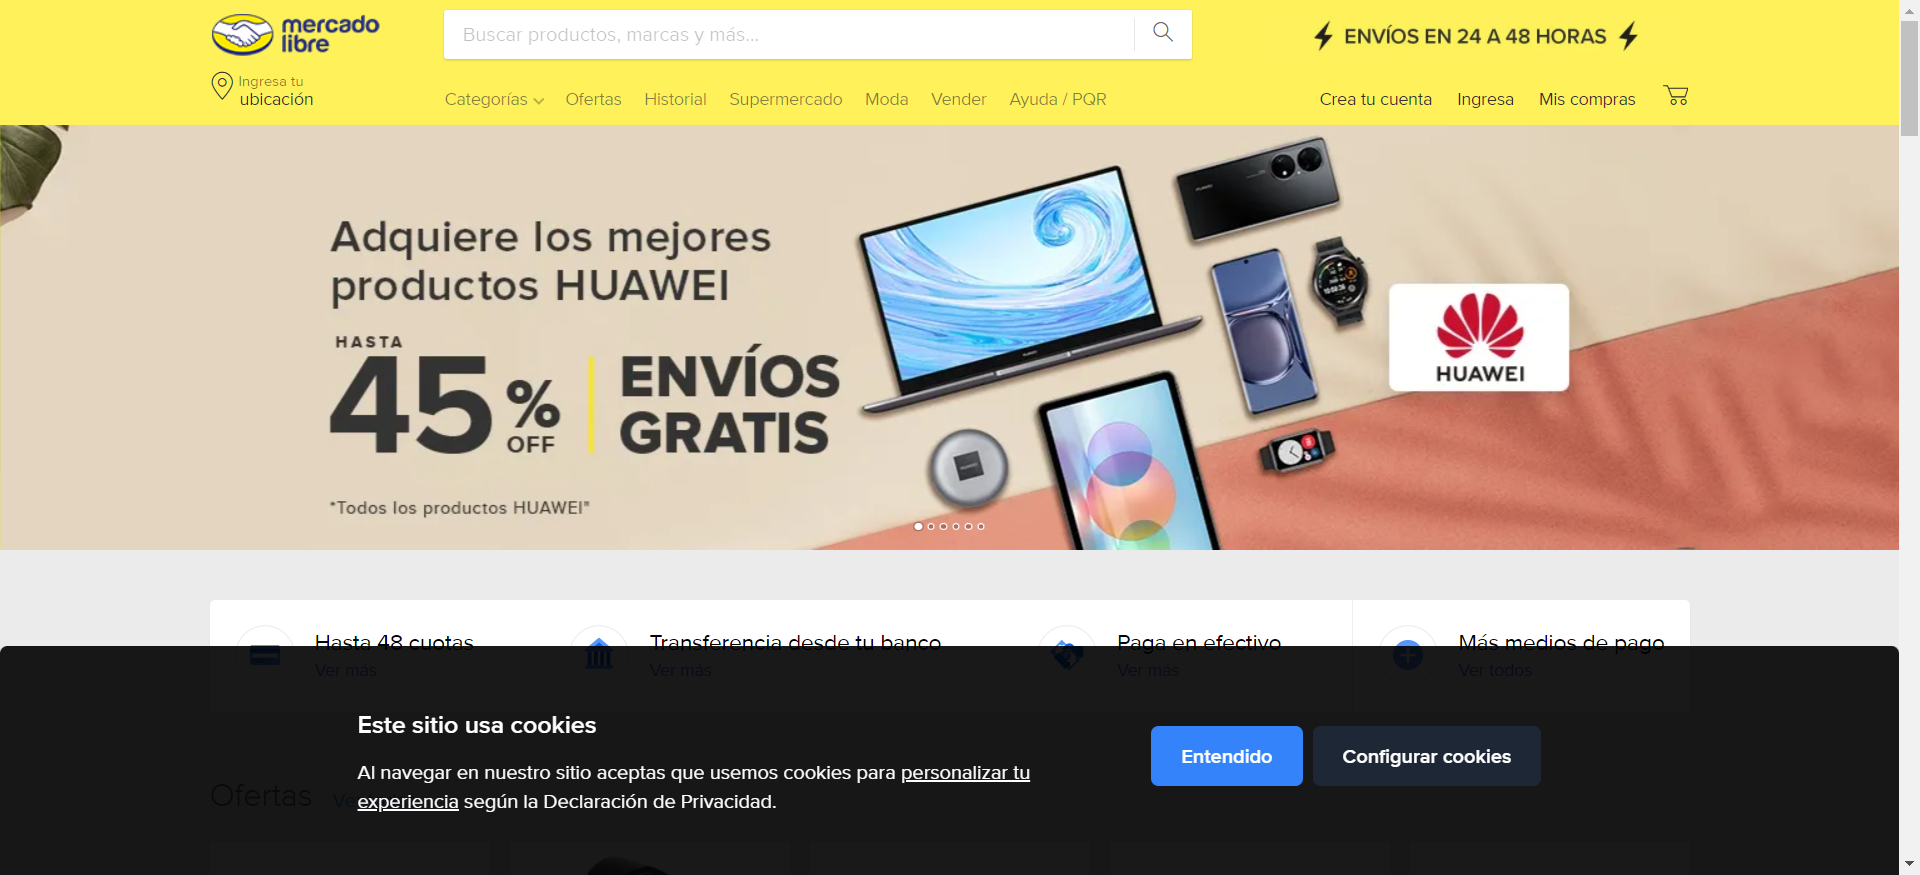 mercado
libre
Buscar productos, marcas y más...
ENVÍOS EN 24 A 48 HORAS
Ingresa tu
ubicación
Categorías Ofertas Historial Supermercado Moda Vender Ayuda / PQR
Crea tu cuenta Ingresa Mis compras
Adquiere los mejores
productos HUAWEI
HASTA
45% OFF
ENVÍOS
GRATIS
*Todos los productos HUAWEI*
HUAWEI
Hasta 48 cuotas
Ver más
Transferencia desde tu banco
Ver más
Paga en efectivo
Ver más
Más medios de pago
Ver todos
Este sitio usa cookies
Al navegar en nuestro sitio aceptas que usemos cookies para personalizar tu
experiencia según la Declaración de Privacidad.
Entendido
Configurar cookies
Ofertas